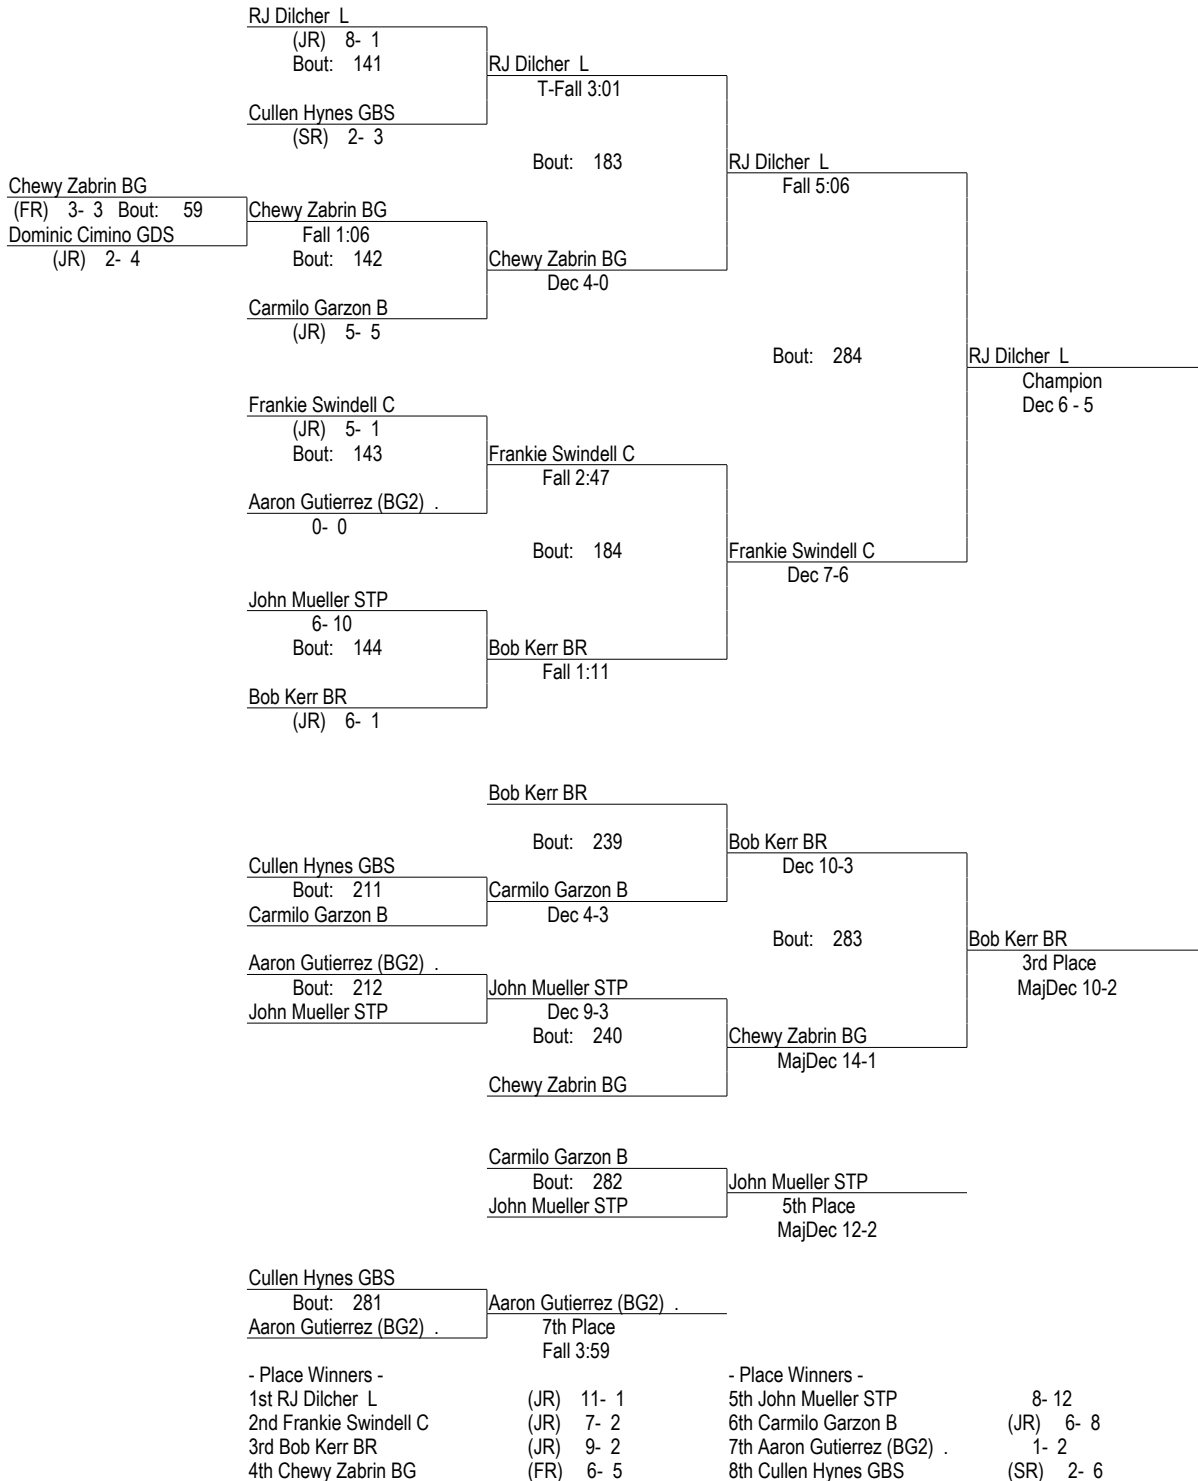 RJ Dilcher L
(JR) 8- 1
Bout: 141
RJ Dilcher L
T-Fall 3:01
Cullen Hynes GBS
(SR) 2- 3
Bout: 183
RJ Dilcher L
Fall 5:06
Chewy Zabrin BG
(FR) 3- 3 Bout: 59
Dominic Cimino GDS
(JR) 2- 4
Chewy Zabrin BG
Fall 1:06
Bout: 142
Chewy Zabrin BG
Dec 4-0
Carmilo Garzon B
(JR) 5- 5
Bout: 284
RJ Dilcher L
Champion
Dec 6 - 5
Frankie Swindell C
(JR) 5- 1
Bout: 143
Frankie Swindell C
Fall 2:47
Aaron Gutierrez (BG2) .
0- 0
Bout: 184
Frankie Swindell C
Dec 7-6
John Mueller STP
6- 10
Bout: 144
Bob Kerr BR
Fall 1:11
Bob Kerr BR
(JR) 6- 1
Bob Kerr BR
Bout: 239
Bob Kerr BR
Dec 10-3
Cullen Hynes GBS
Bout: 211
Carmilo Garzon B
Carmilo Garzon B
Dec 4-3
Bout: 283
Bob Kerr BR
3rd Place
MajDec 10-2
Aaron Gutierrez (BG2) .
Bout: 212
John Mueller STP
John Mueller STP
Dec 9-3
Bout: 240
Chewy Zabrin BG
MajDec 14-1
Chewy Zabrin BG
Carmilo Garzon B
Bout: 282
John Mueller STP
John Mueller STP
5th Place
MajDec 12-2
Cullen Hynes GBS
Bout: 281
Aaron Gutierrez (BG2) .
Aaron Gutierrez (BG2) .
7th Place
Fall 3:59
- Place Winners -
1st RJ Dilcher L (JR) 11- 1
2nd Frankie Swindell C (JR) 7- 2
3rd Bob Kerr BR (JR) 9- 2
4th Chewy Zabrin BG (FR) 6- 5
- Place Winners -
5th John Mueller STP 8- 12
6th Carmilo Garzon B (JR) 6- 8
7th Aaron Gutierrez (BG2) . 1- 2
8th Cullen Hynes GBS (SR) 2- 6